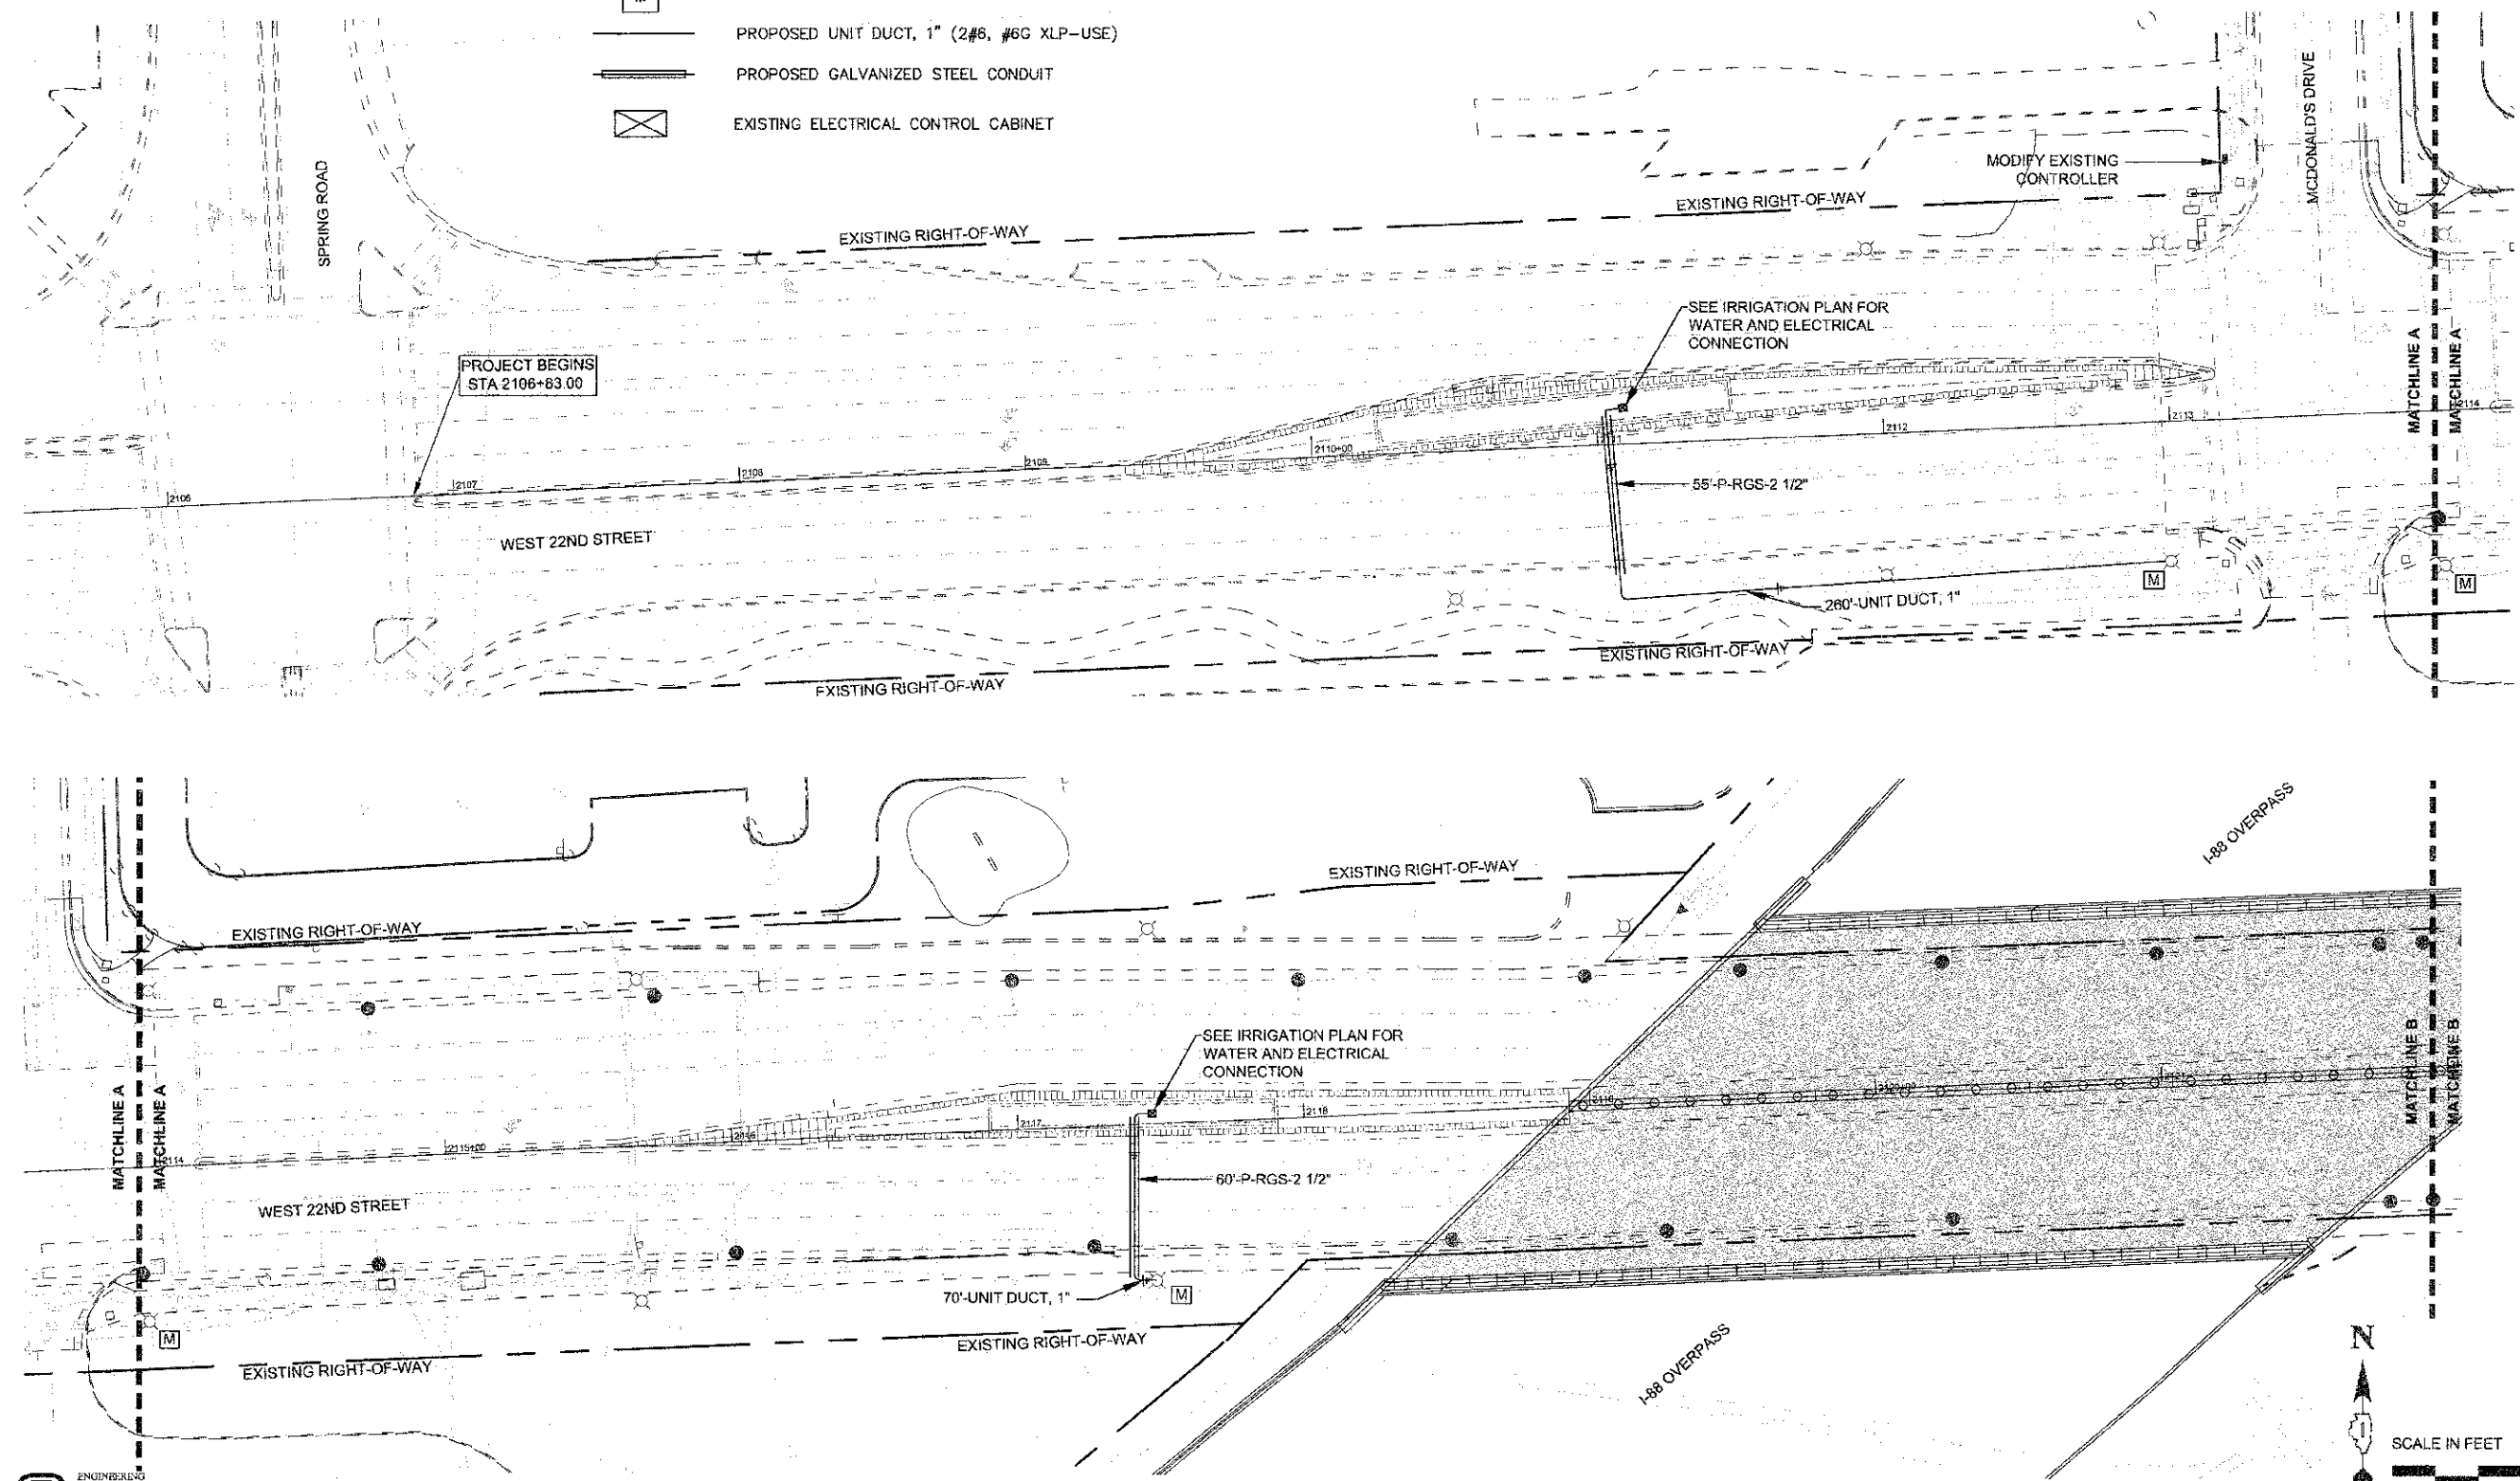 PROPOSED UNIT DUCT, 1" (2#6, #6G XLP-USE)
PROPOSED GALVANIZED STEEL CONDUIT
EXISTING ELECTRICAL CONTROL CABINET
SPRING ROAD
MCDONALD'S DRIVE
MODIFY EXISTING
CONTROLLER
EXISTING RIGHT-OF-WAY
EXISTING RIGHT-OF-WAY
SEE IRRIGATION PLAN FOR
WATER AND ELECTRICAL
CONNECTION
PROJECT BEGINS
STA 2106+83.00
MATCHLINE A
MATCHLINE A
2106
2107
2108
2109
2110+00
2112
2113
2114
55'-P-RGS-2 1/2"
WEST 22ND STREET
260'-UNIT DUCT, 1"
M
M
EXISTING RIGHT-OF-WAY
EXISTING RIGHT-OF-WAY
I-88 OVERPASS
EXISTING RIGHT-OF-WAY
EXISTING RIGHT-OF-WAY
SEE IRRIGATION PLAN FOR
WATER AND ELECTRICAL
CONNECTION
MATCHLINE A
MATCHLINE A
MATCHLINE B
MATCHLINE B
2114
2115+00
2117
2118
60'-P-RGS-2 1/2"
WEST 22ND STREET
70'-UNIT DUCT, 1"
M
M
EXISTING RIGHT-OF-WAY
EXISTING RIGHT-OF-WAY
I-88 OVERPASS
N
SCALE IN FEET
ENGINEERING